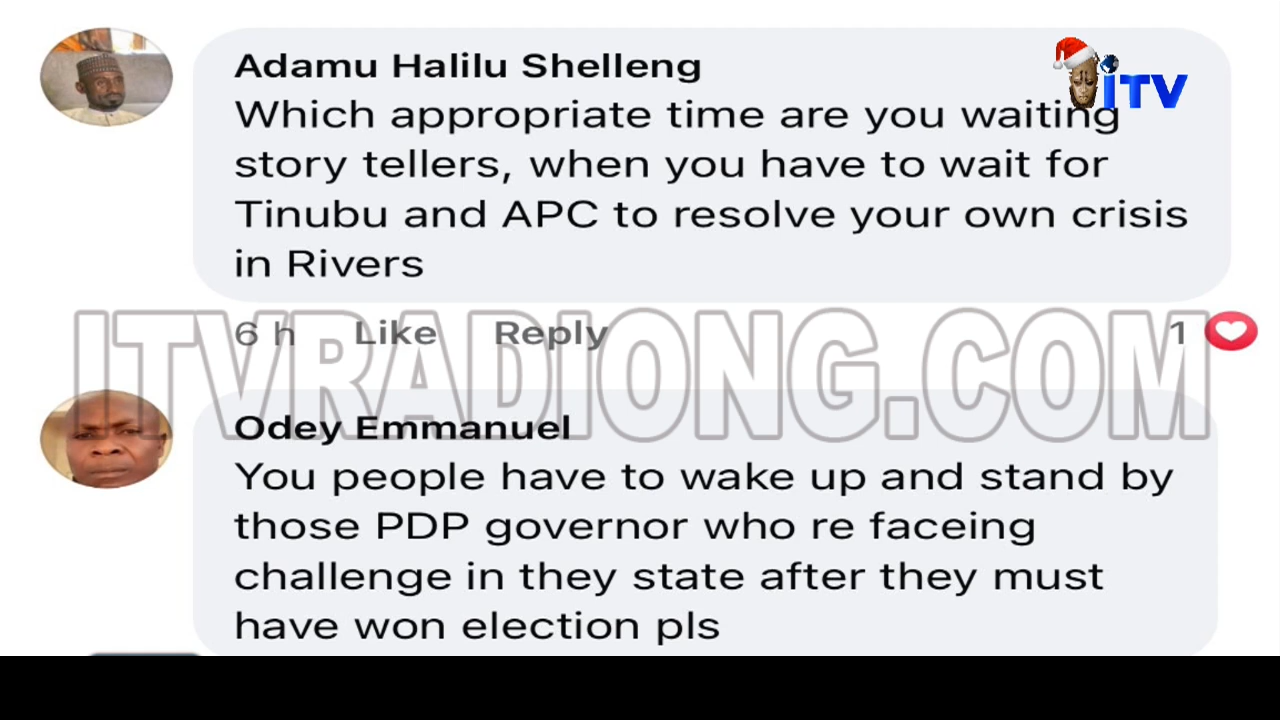 Adamu Halilu Shelleng
iTV
Which appropriate time are you waiting
story tellers, when you have to wait for
Tinubu and APC to resolve your own crisis
in Rivers
6 h Like Reply 1
ITVRADIONG.COM
Odey Emmanuel
You people have to wake up and stand by
those PDP governor who re faceing
challenge in they state after they must
have won election pls